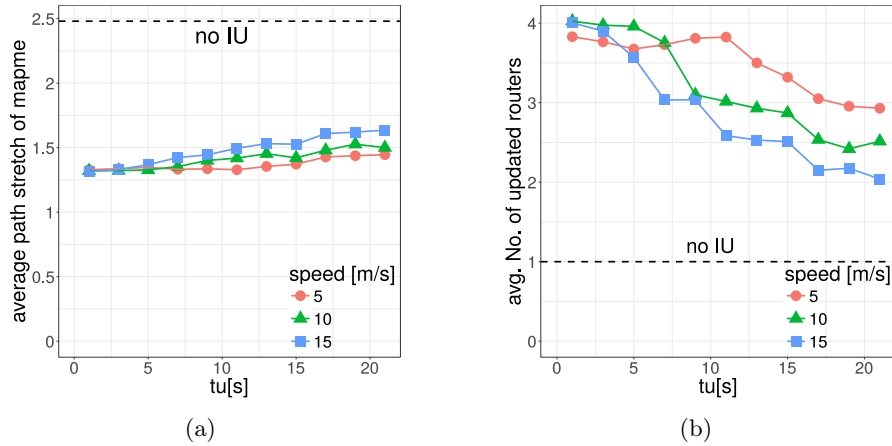 average path stretch of mapme
2.5
2
1.5
1
0.5
0
no IU
speed [m/s]
5
10
15
0 5 10 15 20
tu[s]
(a)
avg. No. of updated routers
4
3
2
1
0
no IU
speed [m/s]
5
10
15
0 5 10 15 20
tu[s]
(b)